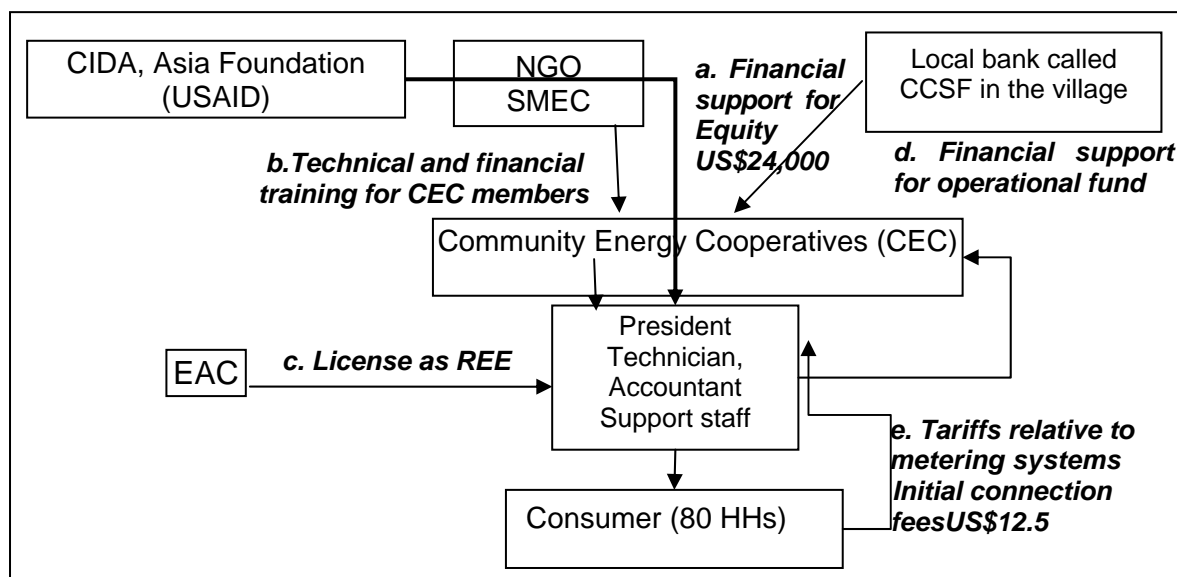 CIDA, Asia Foundation
(USAID)
NGO
SMEC
a. Financial
support for
Equity
US$24,000
Local bank called
CCSF in the village
b.Technical and financial
training for CEC members
d. Financial support
for operational fund
Community Energy Cooperatives (CEC)
President
Technician,
Accountant
Support staff
EAC
c. License as REE
e. Tariffs relative to
metering systems
Initial connection
feesUS$12.5
Consumer (80 HHs)